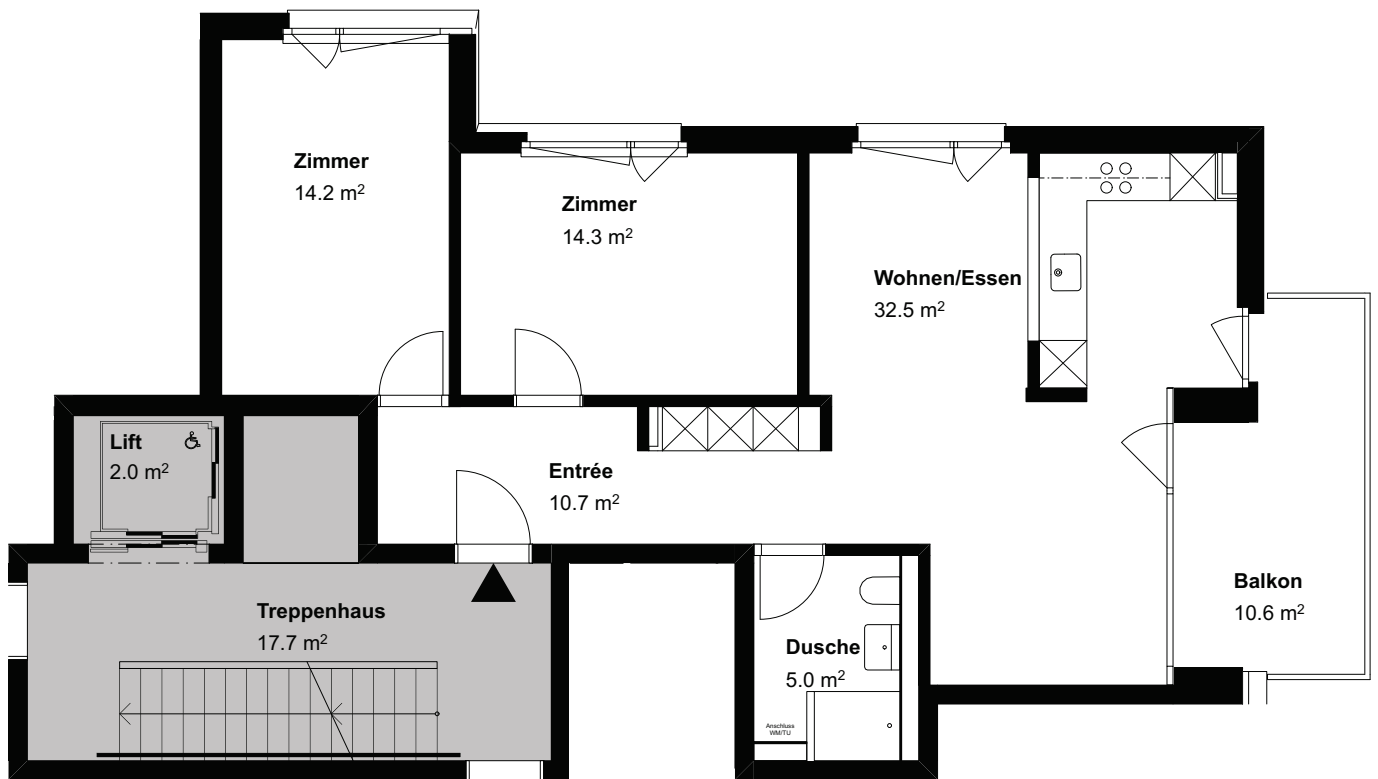 Zimmer
14.2 m²
Zimmer
14.3 m²
Wohnen/Essen
32.5 m²
Lift
2.0 m²
Entrée
10.7 m²
Treppenhaus
17.7 m²
Dusche
5.0 m²
Anschluss
WM/TU
Balkon
10.6 m²